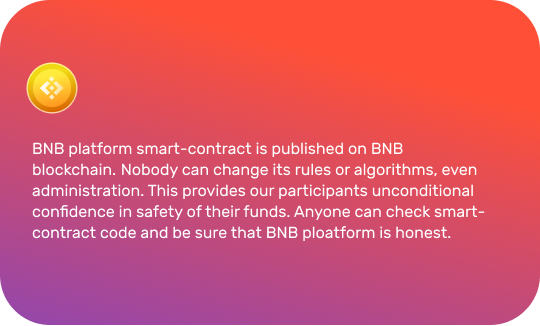 BNB platform smart-contract is published on BNB
blockchain. Nobody can change its rules or algorithms, even
administration. This provides our participants unconditional
confidence in safety of their funds. Anyone can check smart-
contract code and be sure that BNB ploatform is honest.